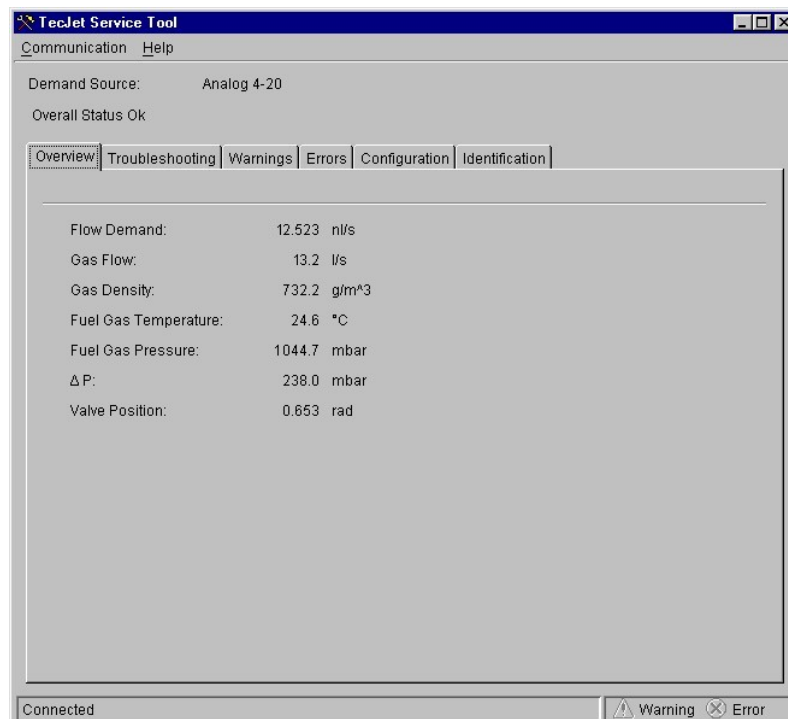 TecJet Service Tool
Communication Help
Demand Source: Analog 4-20
Overall Status Ok
Overview Troubleshooting Warnings Errors Configuration Identification
Flow Demand: 12.523 nl/s
Gas Flow: 13.2 l/s
Gas Density: 732.2 g/m^3
Fuel Gas Temperature: 24.6 °C
Fuel Gas Pressure: 1044.7 mbar
Δ P: 238.0 mbar
Valve Position: 0.653 rad
Connected Warning Error